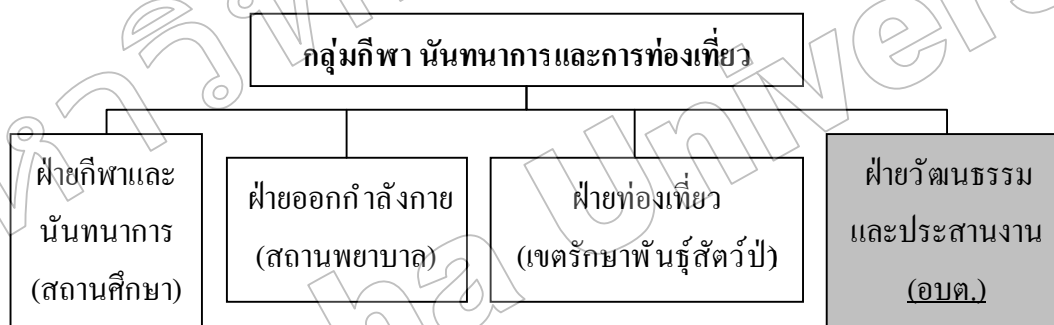 กลุ่มกีฬา นันทนาการและการท่องเที่ยว
ฝ่ายกีฬาและ
นันทนาการ
(สถานศึกษา)
ฝ่ายออกกำลังกาย
(สถานพยาบาล)
ฝ่ายท่องเที่ยว
(เขตรักษาพันธุ์สัตว์ป่า)
ฝ่ายวัฒนธรรม
และประสานงาน
(อบต.)